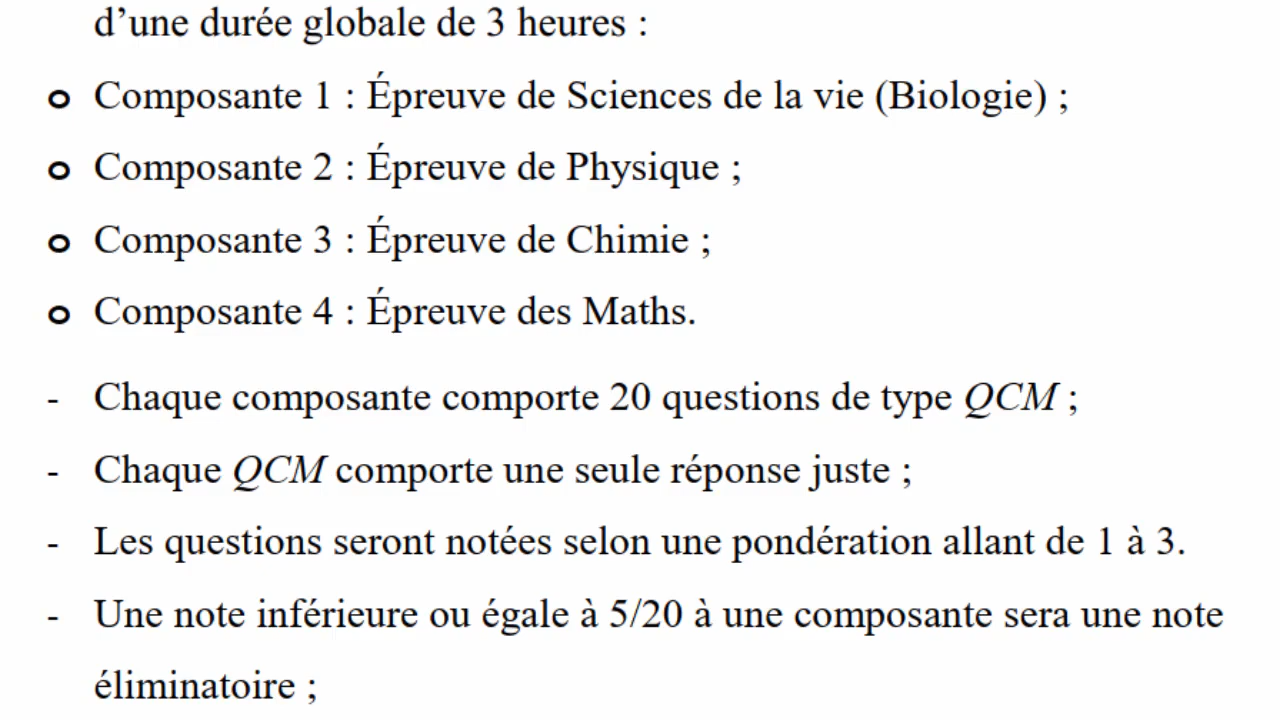 d’une durée globale de 3 heures :
o Composante 1 : Épreuve de Sciences de la vie (Biologie) ;
o Composante 2 : Épreuve de Physique ;
o Composante 3 : Épreuve de Chimie ;
o Composante 4 : Épreuve des Maths.
- Chaque composante comporte 20 questions de type QCM ;
- Chaque QCM comporte une seule réponse juste ;
- Les questions seront notées selon une pondération allant de 1 à 3.
- Une note inférieure ou égale à 5/20 à une composante sera une note
éliminatoire ;